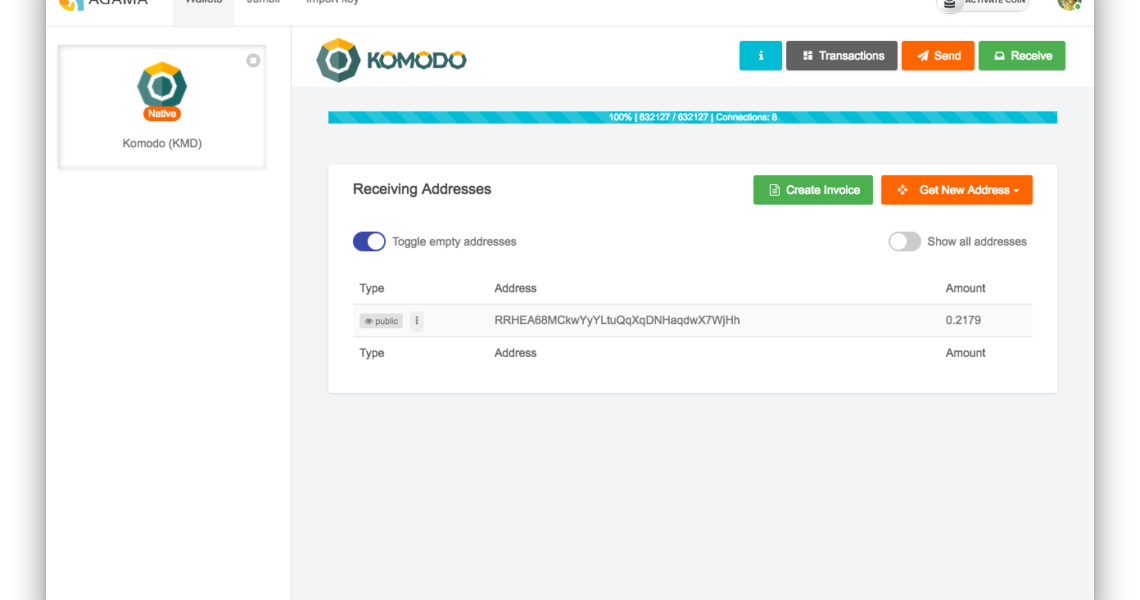 AGAMA Wallets Jumblr Import key ACTIVATE COIN
KOMODO
i Transactions Send Receive
Native
Komodo (KMD)
100% | 632127 / 632127 | Connections: 8
Receiving Addresses Create Invoice Get New Address
Toggle empty addresses Show all addresses
Type Address Amount
public RRHEA68MCkwYyYLtuQqXqDNHaqdwX7WjHh 0.2179
Type Address Amount